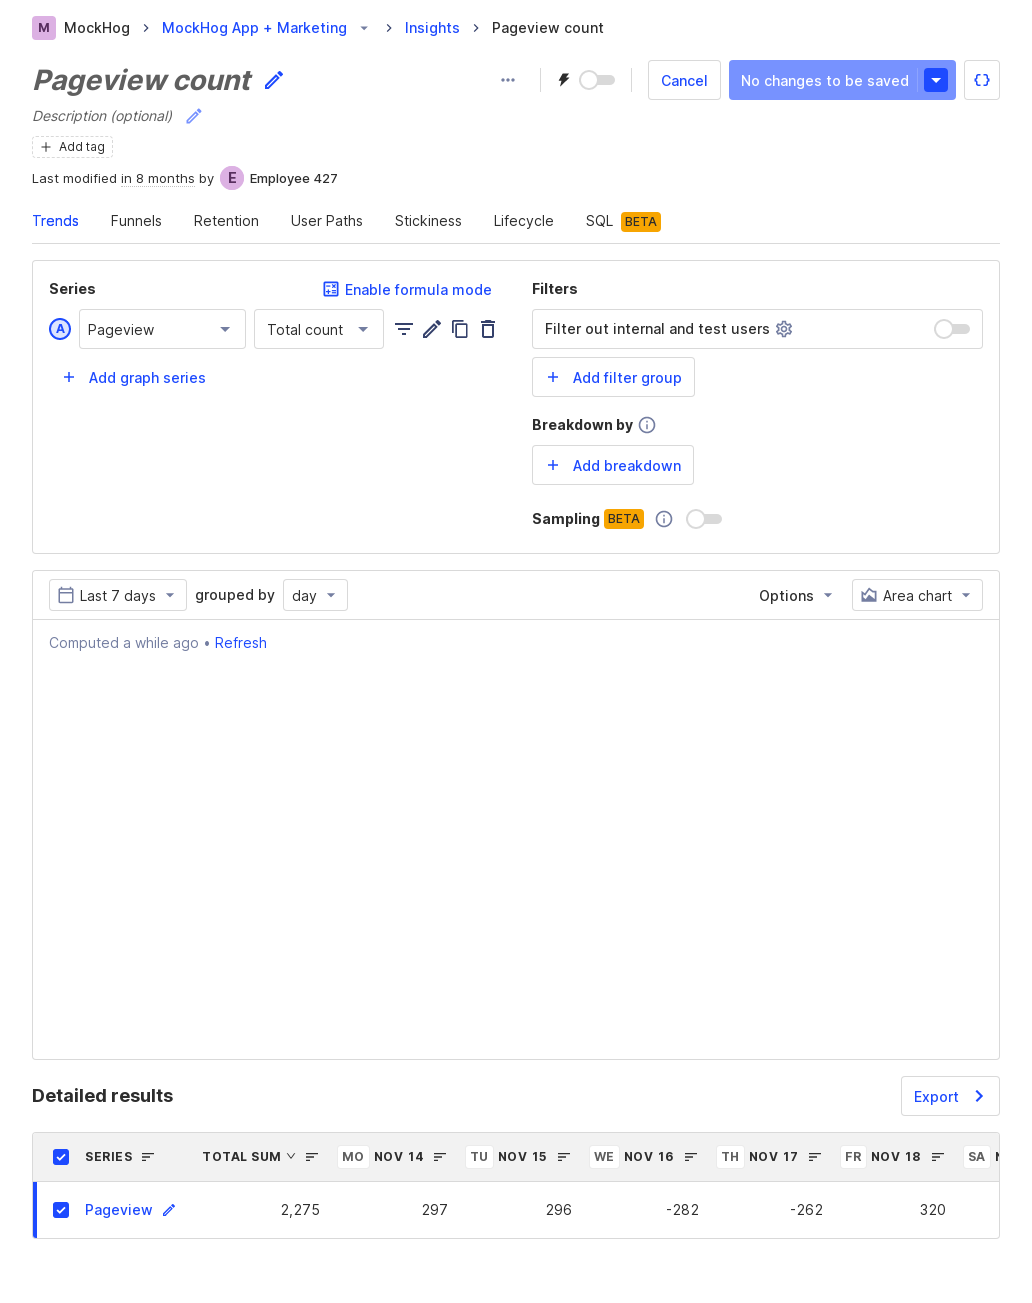 M MockHog > MockHog App + Marketing > Insights > Pageview count
Pageview count
Cancel
No changes to be saved
Description (optional)
Add tag
Last modified in 8 months by E Employee 427
Trends Funnels Retention User Paths Stickiness Lifecycle SQL BETA
Series
Enable formula mode
A Pageview Total count
Add graph series
Filters
Filter out internal and test users
Add filter group
Breakdown by
Add breakdown
Sampling BETA
Last 7 days grouped by day Options Area chart
Computed a while ago • Refresh
Detailed results
Export
SERIES TOTAL SUM MO NOV 14 TU NOV 15 WE NOV 16 TH NOV 17 FR NOV 18 SA
Pageview 2,275 297 296 -282 -262 320